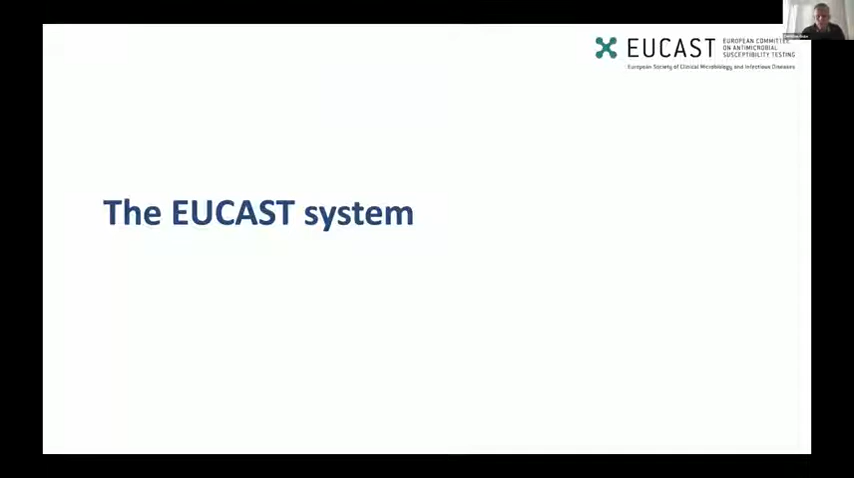 EUCAST
EUROPEAN COMMITTEE
ON ANTIMICROBIAL
SUSCEPTIBILITY TESTING
European Society of Clinical Microbiology and Infectious Diseases
The EUCAST system